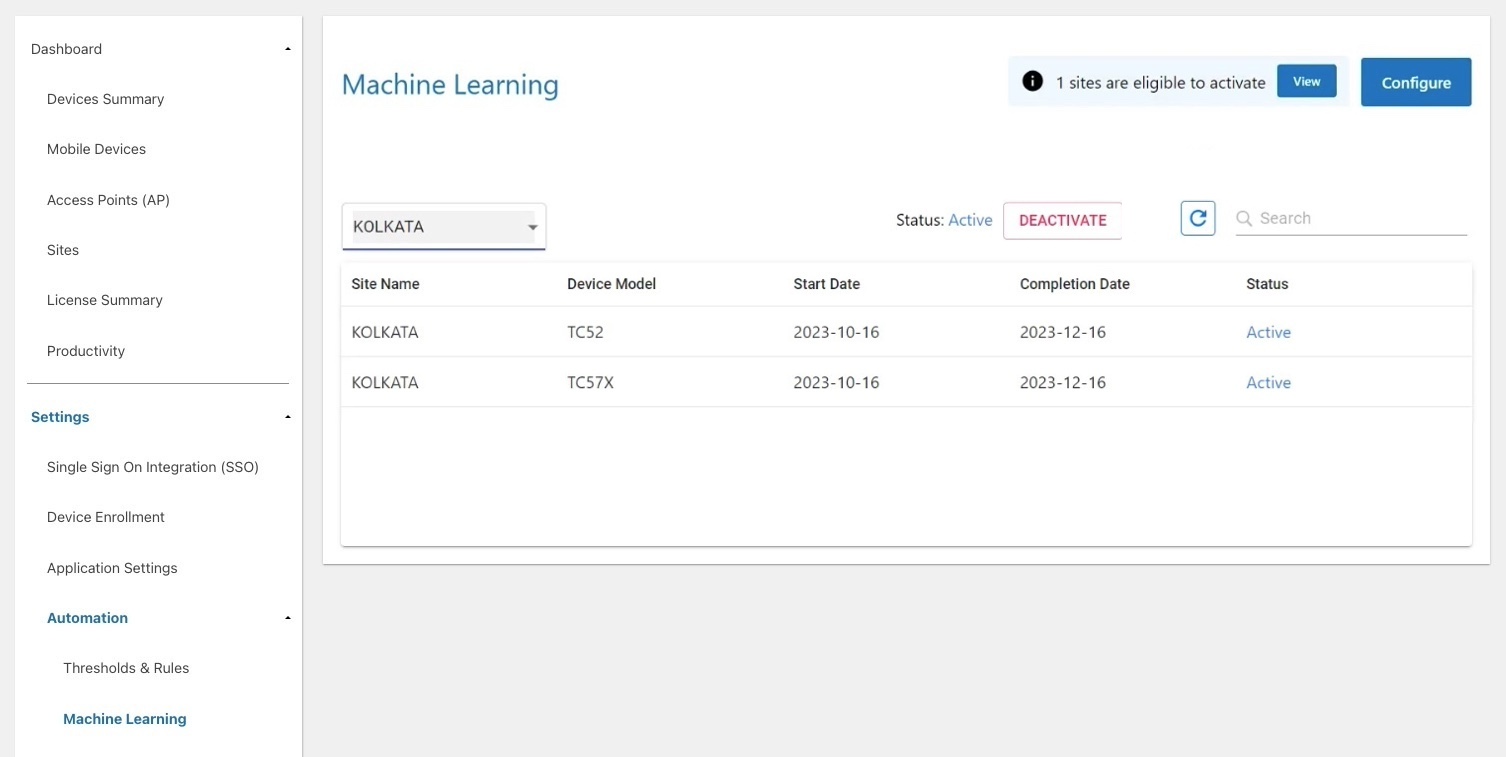 Dashboard
Devices Summary
Mobile Devices
Access Points (AP)
Sites
License Summary
Productivity
Settings
Single Sign On Integration (SSO)
Device Enrollment
Application Settings
Automation
Thresholds & Rules
Machine Learning
Machine Learning
1 sites are eligible to activate View Configure
KOLKATA Status: Active DEACTIVATE Search
Site Name Device Model Start Date Completion Date Status
KOLKATA TC52 2023-10-16 2023-12-16 Active
KOLKATA TC57X 2023-10-16 2023-12-16 Active